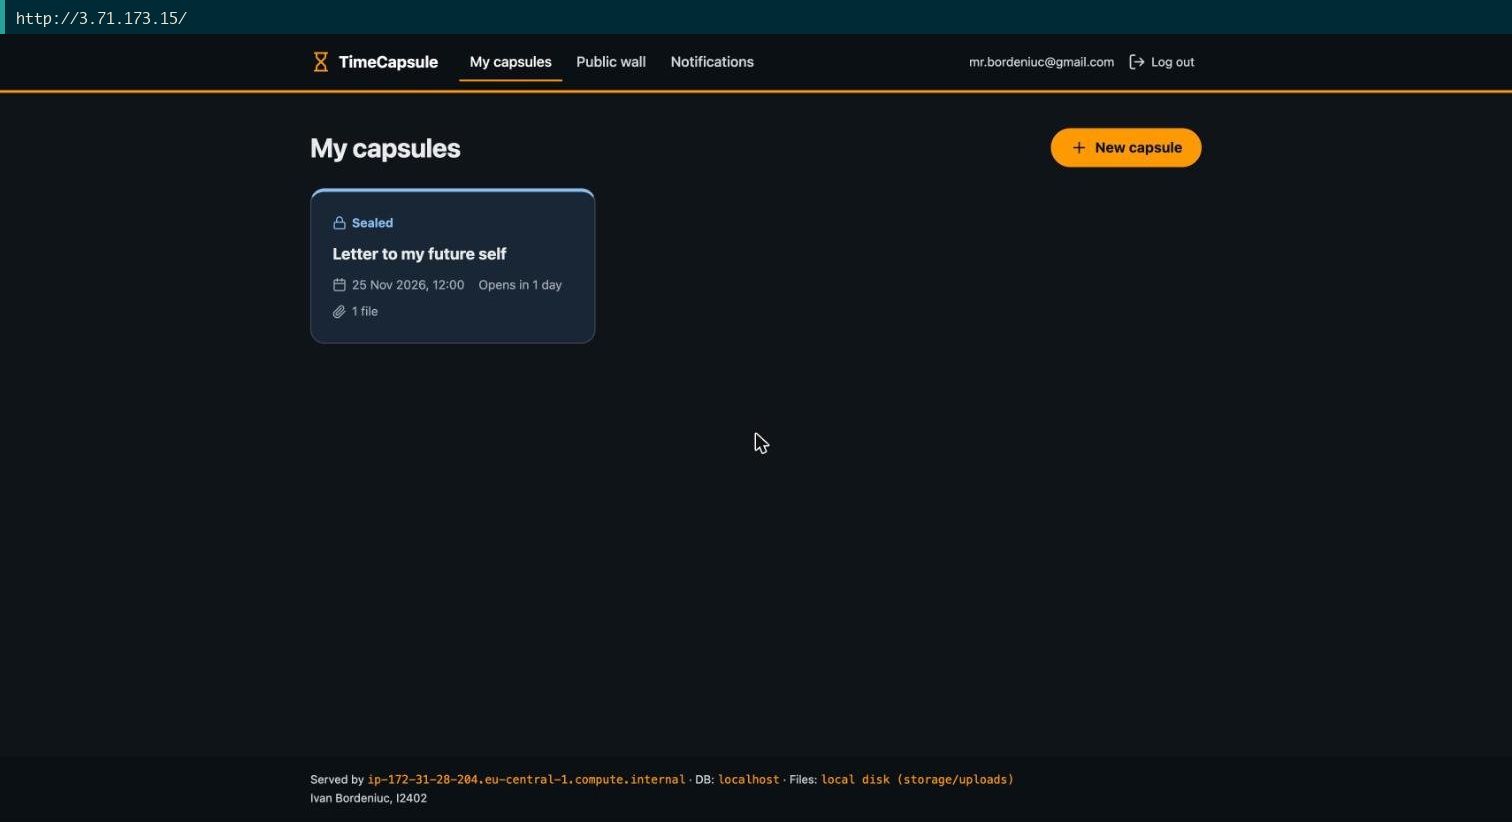 http://3.71.173.15/
TimeCapsule My capsules Public wall Notifications mr.bordeniuc@gmail.com Log out
My capsules
+ New capsule
Sealed
Letter to my future self
25 Nov 2026, 12:00 Opens in 1 day
1 file
Served by ip-172-31-28-204.eu-central-1.compute.internal · DB: localhost · Files: local disk (storage/uploads)
Ivan Bordeniuc, I2402